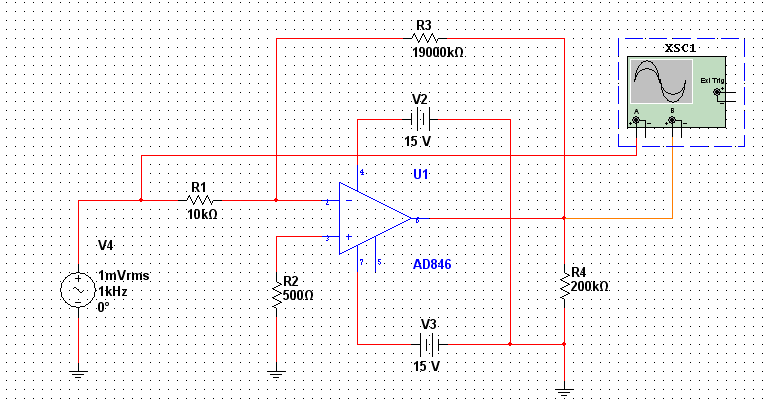 R3
19000kΩ
XSC1
Ext Trig
+
-
A
B
+ - + -
V2
15 V
4
U1
R1
10kΩ
2
6
3
7
5
AD846
V4
1mVrms
1kHz
0°
R2
500Ω
R4
200kΩ
V3
15 V